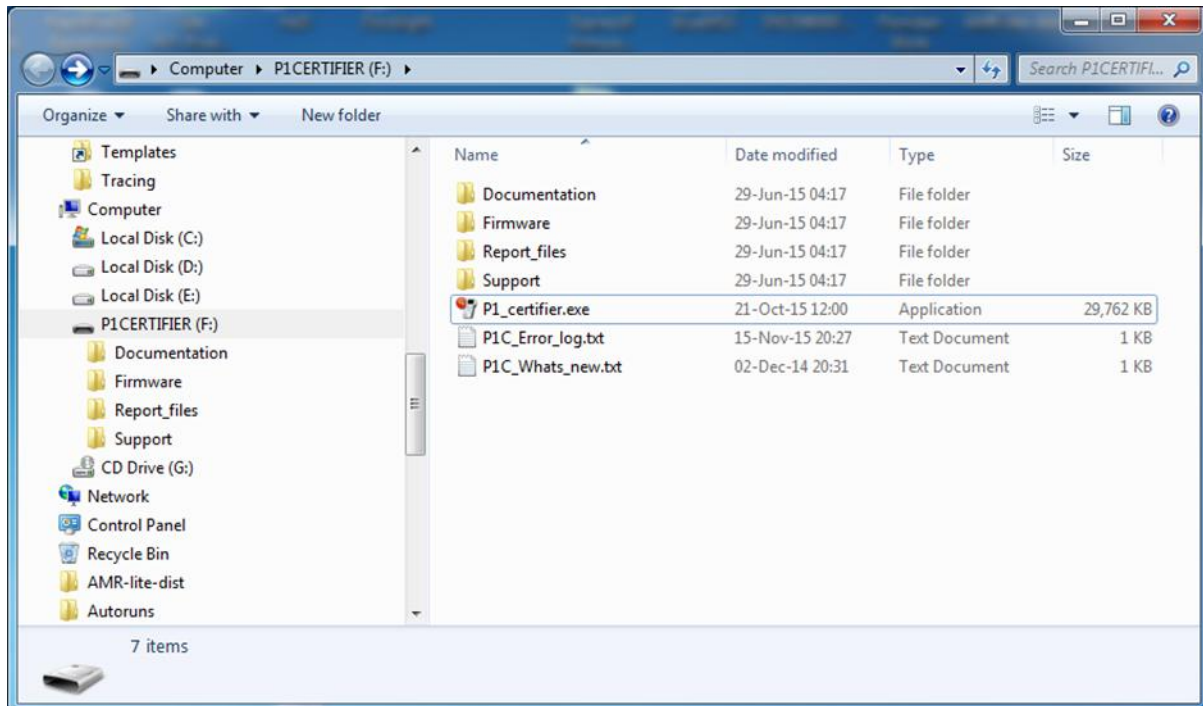 Computer ▸ P1CERTIFIER (F:) ▸
Search P1CERTIFI...
Organize Share with New folder
Templates
Tracing
Computer
Local Disk (C:)
Local Disk (D:)
Local Disk (E:)
P1CERTIFIER (F:)
Documentation
Firmware
Report_files
Support
CD Drive (G:)
Network
Control Panel
Recycle Bin
AMR-lite-dist
Autoruns
Name Date modified Type Size
Documentation 29-Jun-15 04:17 File folder
Firmware 29-Jun-15 04:17 File folder
Report_files 29-Jun-15 04:17 File folder
Support 29-Jun-15 04:17 File folder
P1_certifier.exe 21-Oct-15 12:00 Application 29,762 KB
P1C_Error_log.txt 15-Nov-15 20:27 Text Document 1 KB
P1C_Whats_new.txt 02-Dec-14 20:31 Text Document 1 KB
7 items